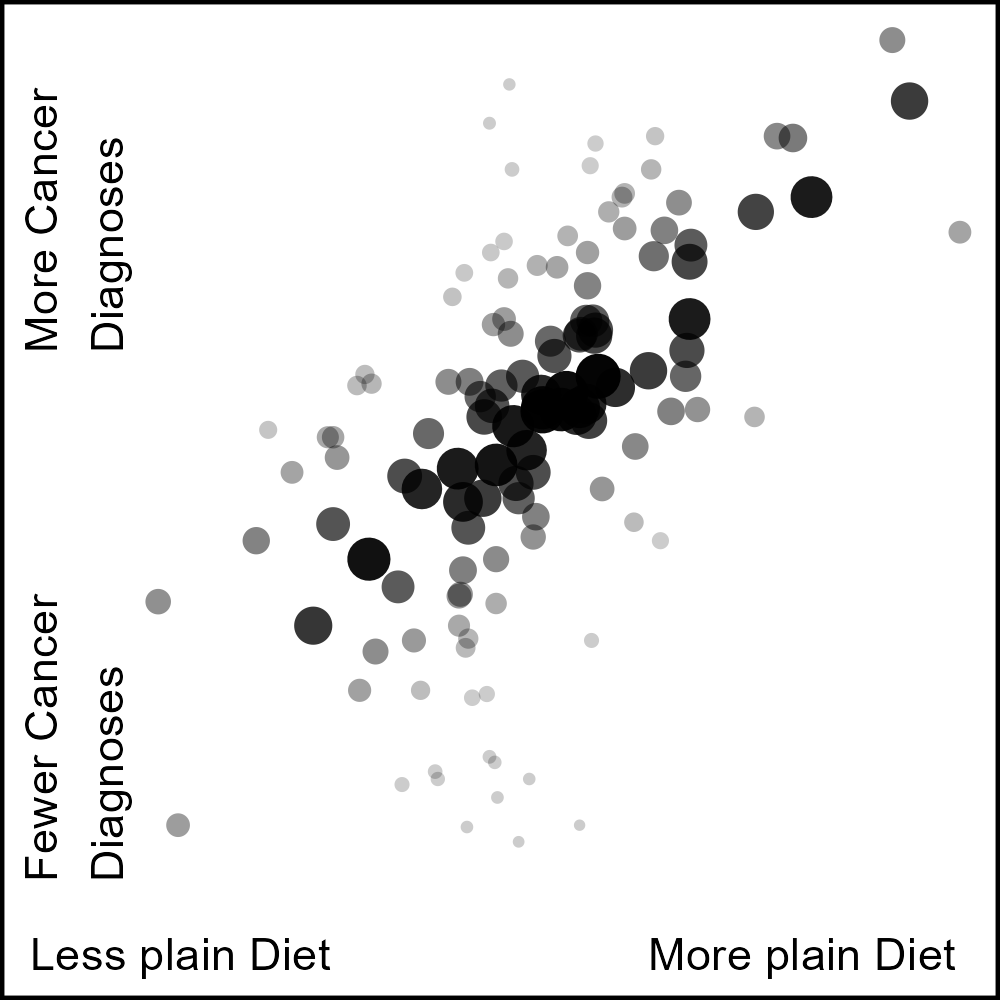 More Cancer
Diagnoses
Fewer Cancer
Diagnoses
Less plain Diet
More plain Diet